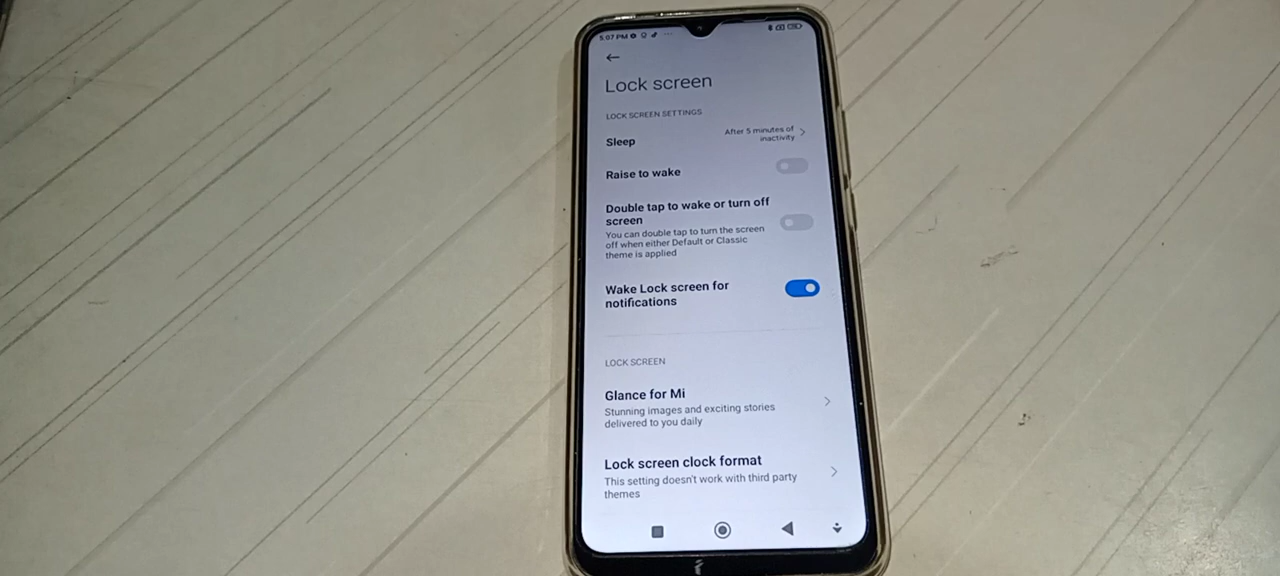 5:07 PM
Lock screen
LOCK SCREEN SETTINGS
Sleep
After 5 minutes of
inactivity
Raise to wake
Double tap to wake or turn off
screen
You can double tap to turn the screen
off when either Default or Classic
theme is applied
Wake Lock screen for
notifications
LOCK SCREEN
Glance for Mi
Stunning images and exciting stories
delivered to you daily
Lock screen clock format
This setting doesn't work with third party
themes